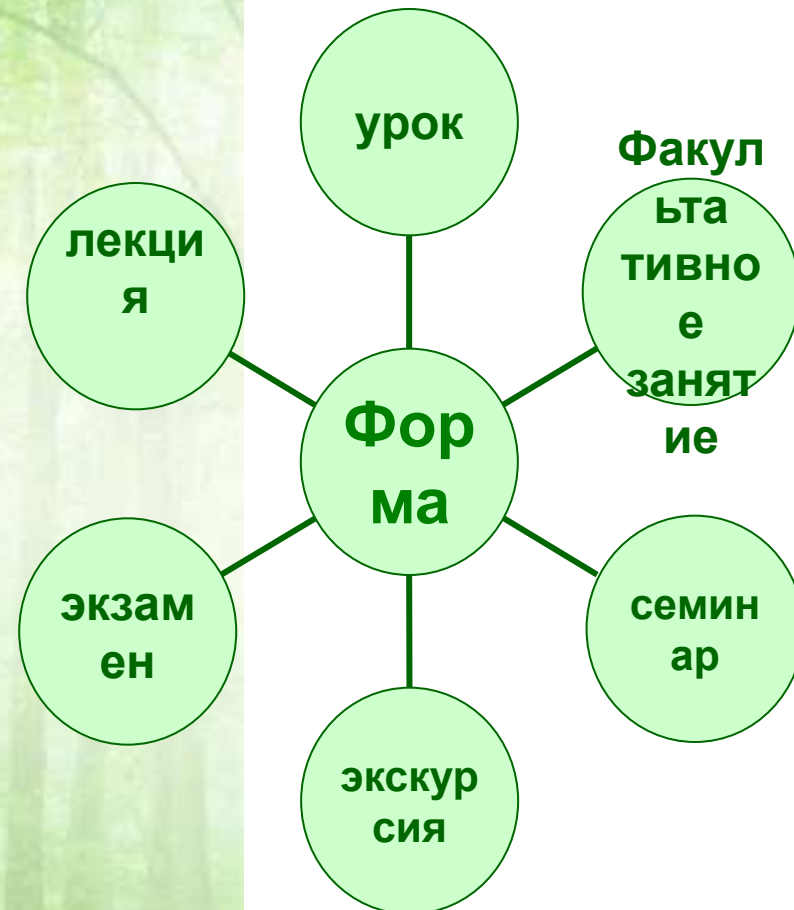 урок
Факул
ьта
тивно
е
занят
ие
лекци
я
Фор
ма
экзам
ен
семин
ар
экскур
сия